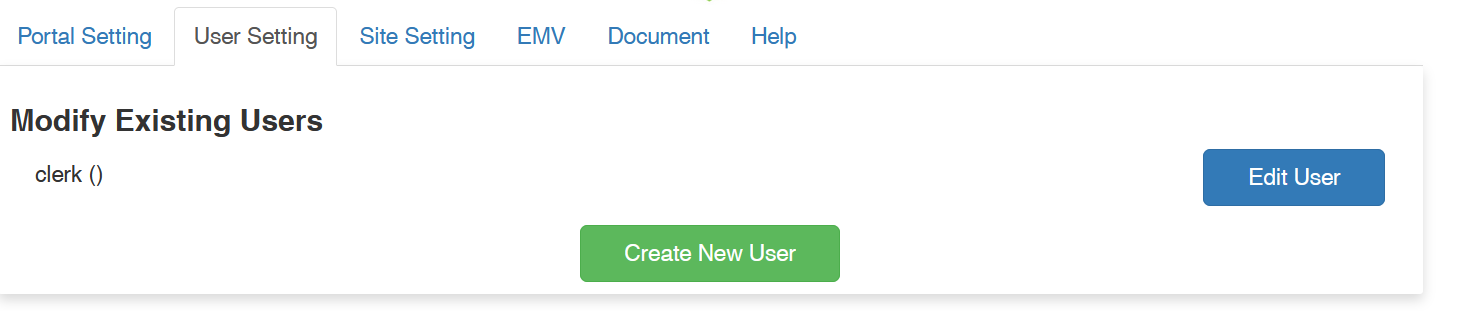 Portal Setting User Setting Site Setting EMV Document Help
Modify Existing Users
clerk () Edit User
Create New User